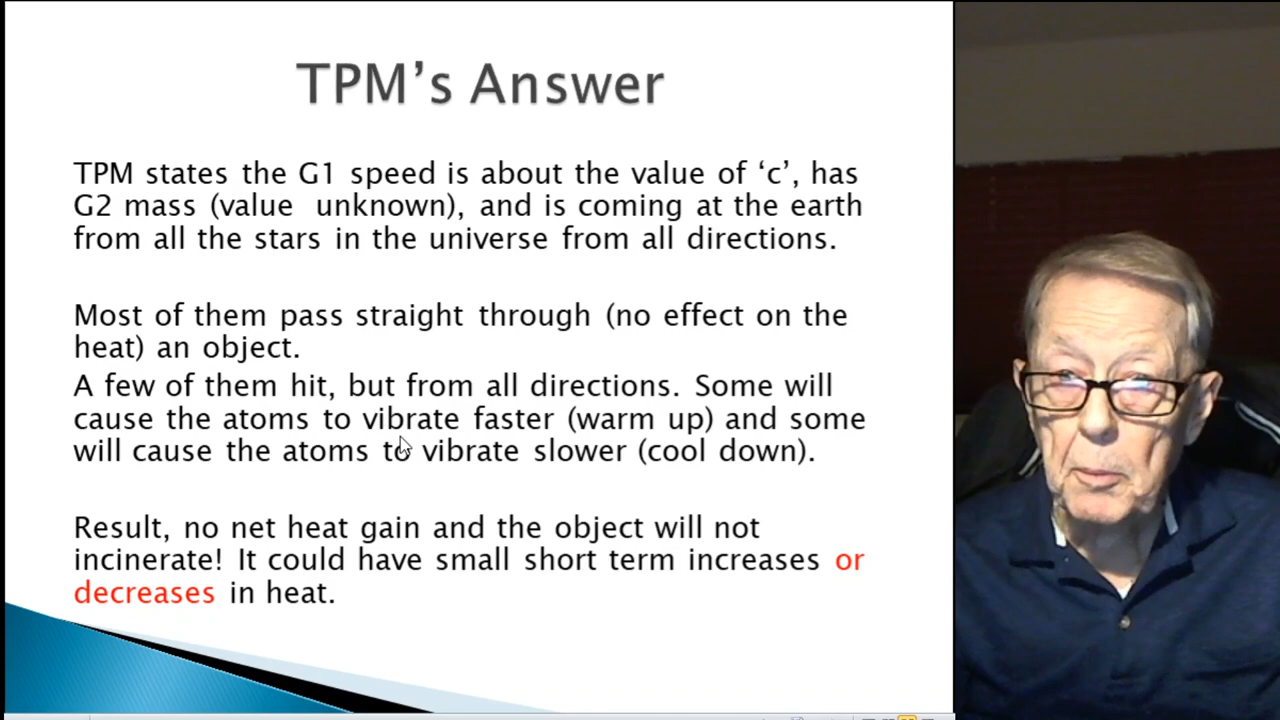 TPM’s Answer
TPM states the G1 speed is about the value of ‘c’, has
G2 mass (value unknown), and is coming at the earth
from all the stars in the universe from all directions.
Most of them pass straight through (no effect on the
heat) an object.
A few of them hit, but from all directions. Some will
cause the atoms to vibrate faster (warm up) and some
will cause the atoms to vibrate slower (cool down).
Result, no net heat gain and the object will not
incinerate! It could have small short term increases or
decreases in heat.